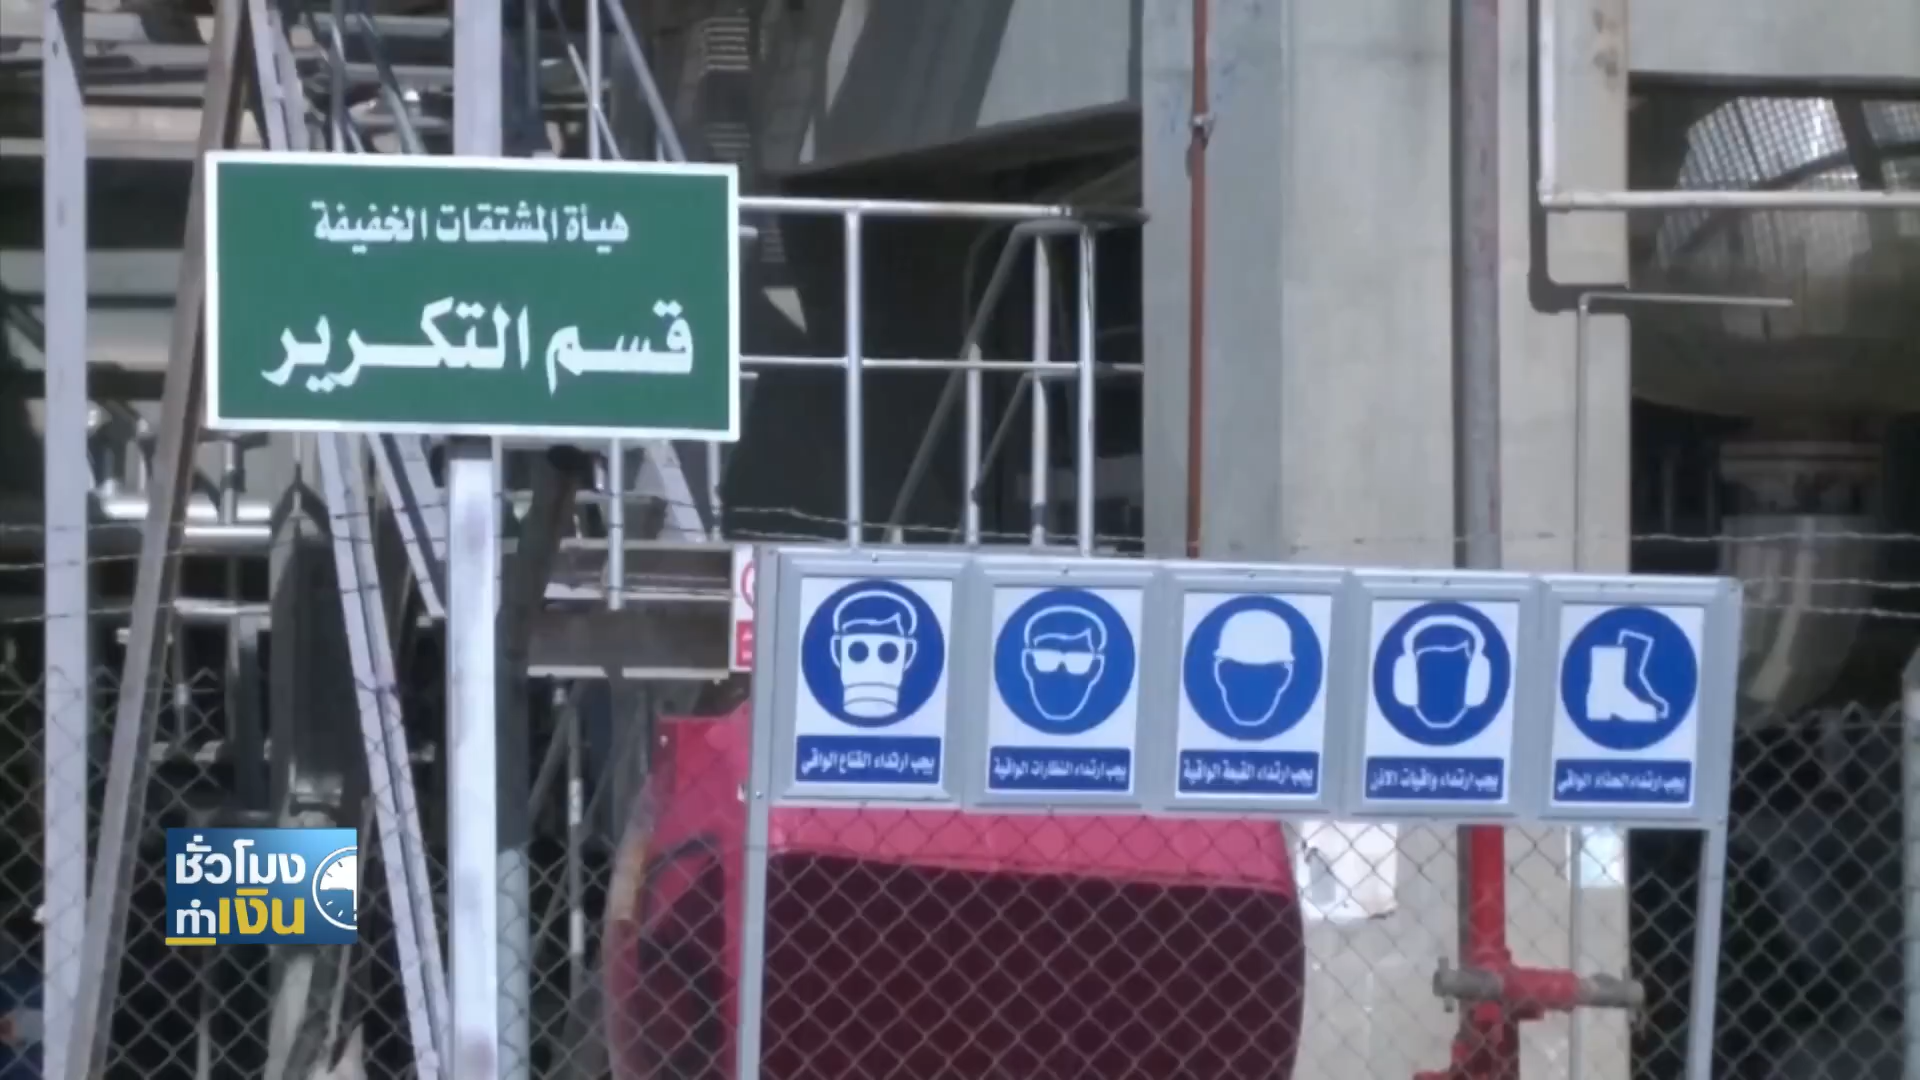 هيأة المشتقات الخفيفة
قسم التكرير
يجب ارتداء القناع الواقي
يجب ارتداء النظارات الواقية
يجب ارتداء القبعة الواقية
يجب ارتداء واقيات الاذن
يجب ارتداء الحذاء الواقي
ชั่วโมง
ทำเงิน